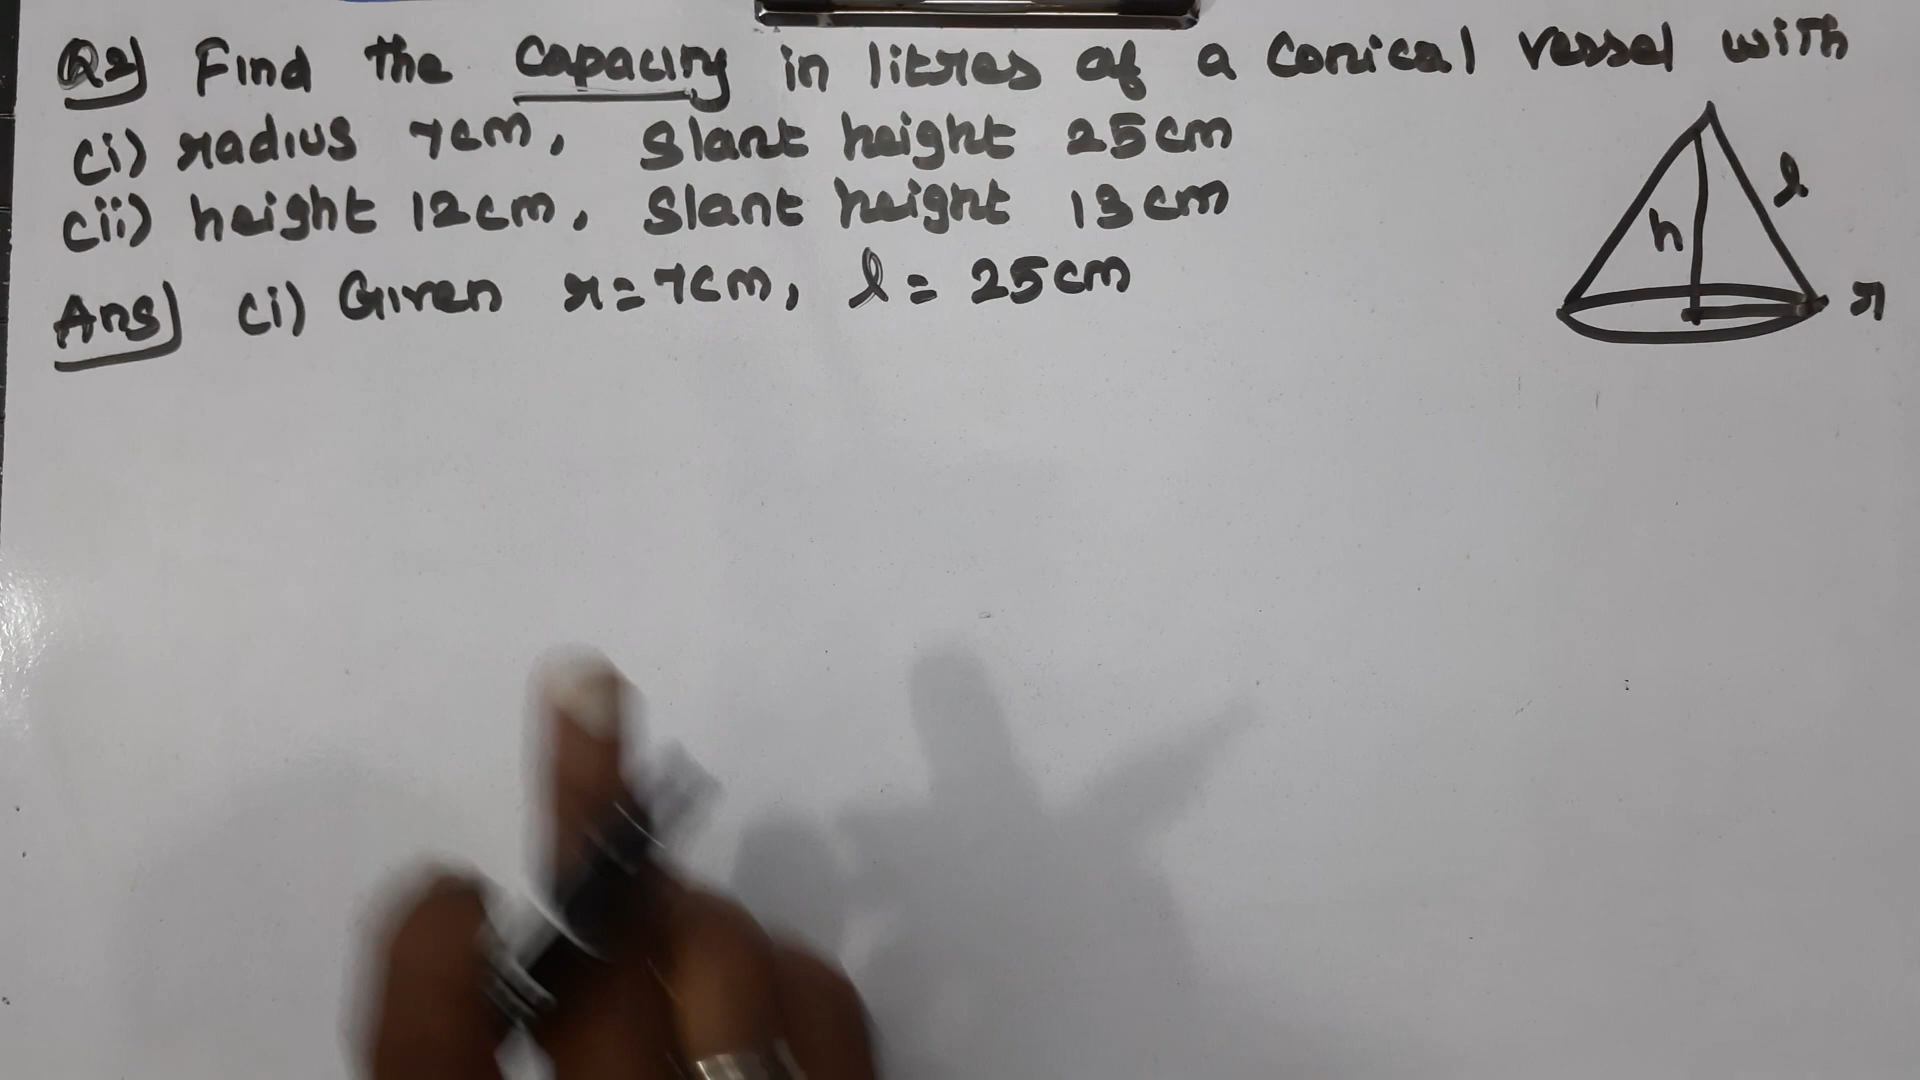 Q2) Find the capacity in litres of a conical vessel with
(i) radius 7cm, slant height 25cm
(ii) height 12cm, slant height 13cm
Ans) (i) Given r=7cm, l= 25cm
h
l
r